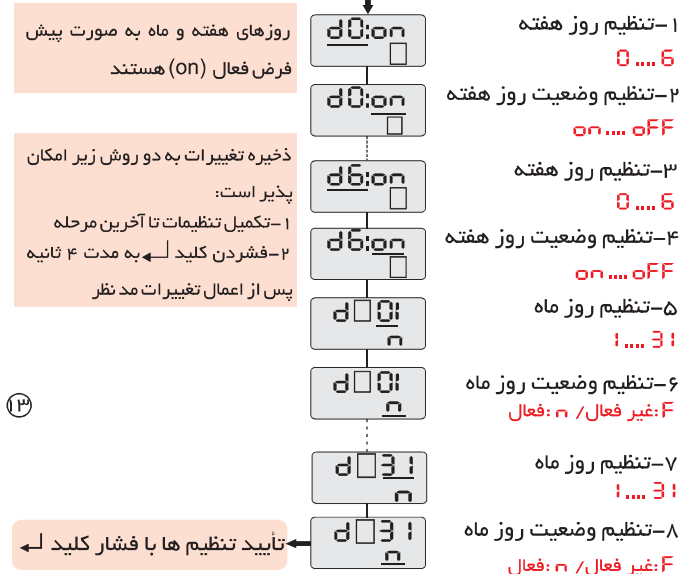 ۱–تنظیم روز هفته
0 .... 6
d0:on
روزهای هفته و ماه به صورت پیش
فرض فعال (on) هستند
۲–تنظیم وضعیت روز هفته
on .... oFF
d0:on
۳–تنظیم روز هفته
0 .... 6
d6:on
ذخیره تغییرات به دو روش زیر امکان
پذیر است:
۱–تکمیل تنظیمات تا آخرین مرحله
۲–فشردن کلید ↲ به مدت ۴ ثانیه
پس از اعمال تغییرات مد نظر
۴–تنظیم وضعیت روز هفته
on .... oFF
d6:on
۵–تنظیم روز ماه
1 .... 31
d 01
n
۶–تنظیم وضعیت روز ماه
F:غیر فعال/ n :فعال
d 01
n
۱۳
۷–تنظیم روز ماه
1 .... 31
d 31
n
۸–تنظیم وضعیت روز ماه
F:غیر فعال/ n :فعال
d 31
n
تأیید تنظیم ها با فشار کلید ↲